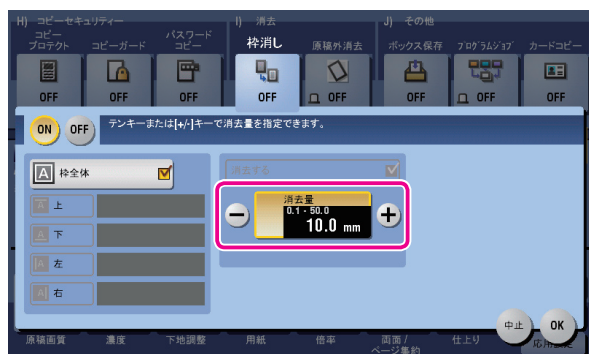 H) コピーセキュリティー
I) 消去
J) その他
コピー
プロテクト
コピーガード
パスワード
コピー
枠消し
原稿外消去
ボックス保存
プログラムジョブ
カードコピー
OFF
OFF
OFF
OFF
OFF
OFF
OFF
OFF
ON
OFF
テンキーまたは[+/-]キーで消去量を指定できます。
A 枠全体
消去する
A 上
A 下
A 左
A 右
消去量
0.1 - 50.0
10.0 mm
中止
OK
原稿画質
濃度
下地調整
用紙
倍率
両面 /
ページ集約
仕上り